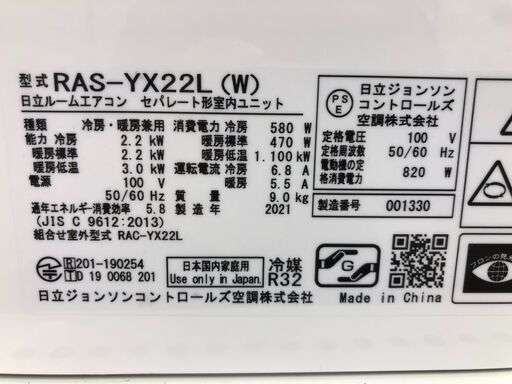 型式 RAS-YX22L (W)
日立ルームエアコン セパレート形室内ユニット
種類 冷房・暖房兼用
能力 冷房 2.2 kW
暖房標準 2.2 kW
暖房低温 3.0 kW
電源 100 V
50/60 Hz
通年エネルギー消費効率 5.8
(JIS C 9612:2013)
組合せ室外型式 RAC-YX22L
消費電力 冷房 580 W
暖房標準 470 W
暖房低温 1.100 kW
運転電流 冷房 6.8 A
暖房 5.5 A
質量 9.0 kg
製造年 2021
PSE
日立ジョンソン
コントロールズ
空調株式会社
定格電圧 100 V
定格周波数 50/60 Hz
電動機の定
格消費電力 820 W
製造番号 001330
R 201-190254
T D 19 0068 201
日本国内家庭用
Use only in Japan.
冷媒
R32
G
Made in China
日立ジョンソンコントロールズ空調株式会社
フロンの見え